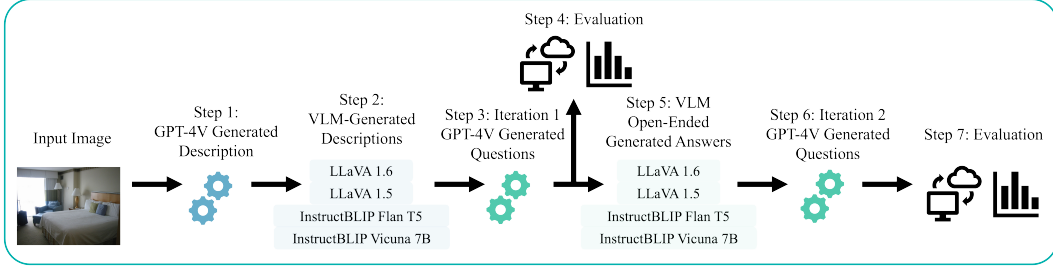 Step 4: Evaluation
Input Image
Step 1:
GPT-4V Generated
Description
Step 2:
VLM-Generated
Descriptions
LLaVA 1.6
LLaVA 1.5
InstructBLIP Flan T5
InstructBLIP Vicuna 7B
Step 3: Iteration 1
GPT-4V Generated
Questions
Step 5: VLM
Open-Ended
Generated Answers
LLaVA 1.6
LLaVA 1.5
InstructBLIP Flan T5
InstructBLIP Vicuna 7B
Step 6: Iteration 2
GPT-4V Generated
Questions
Step 7: Evaluation